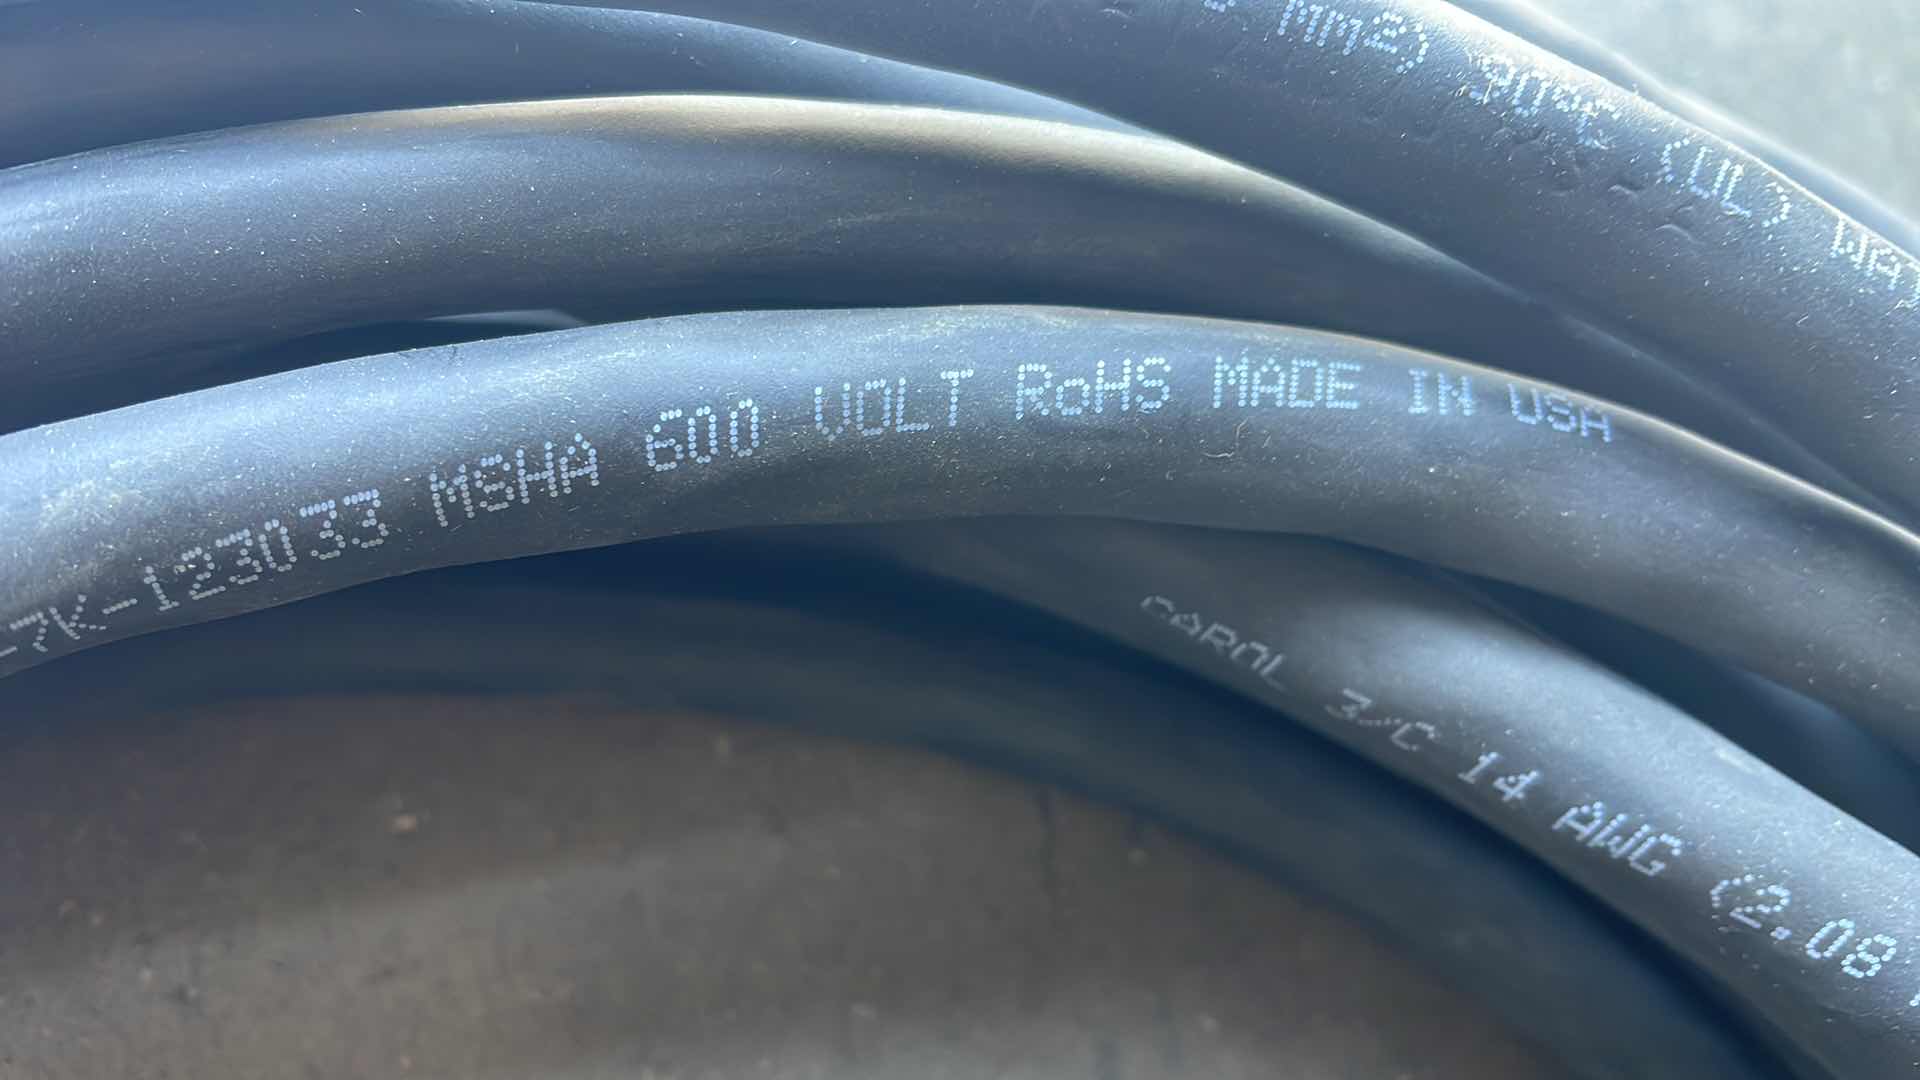 mm2) 90°C (UL) WA
-7K-123033 MSHA 600 VOLT RoHS MADE IN USA
CAROL 3/C 14 AWG (2.08